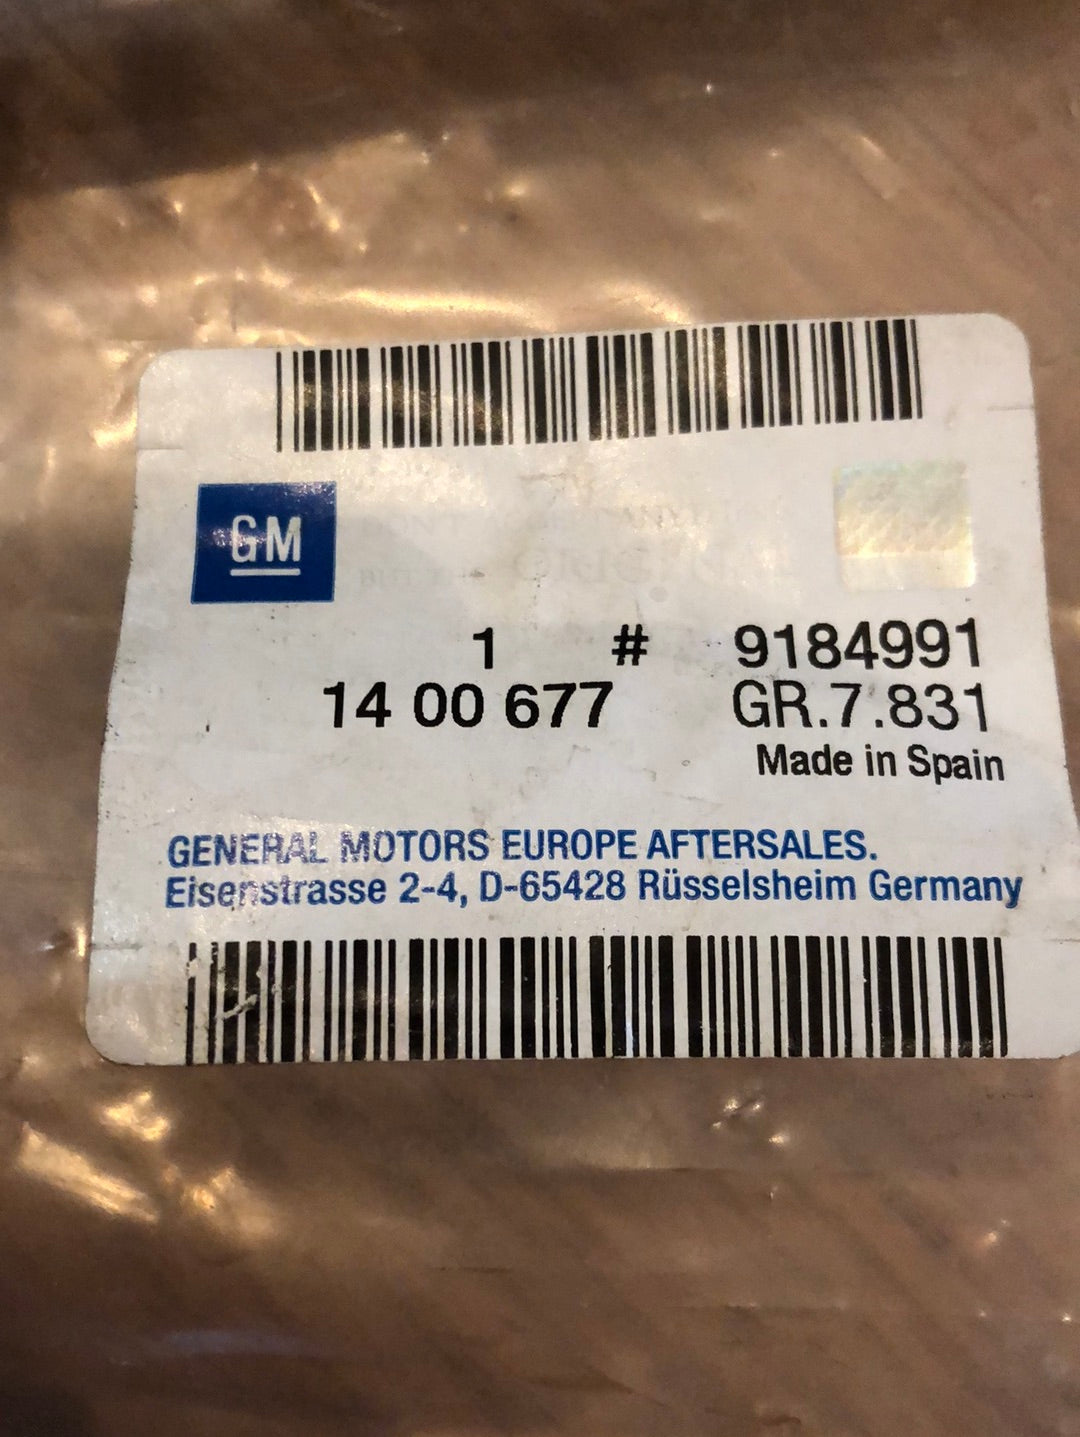 GM
1 # 9184991
14 00 677 GR.7.831
Made in Spain
GENERAL MOTORS EUROPE AFTERSALES.
Eisenstrasse 2-4, D-65428 Rüsselsheim Germany